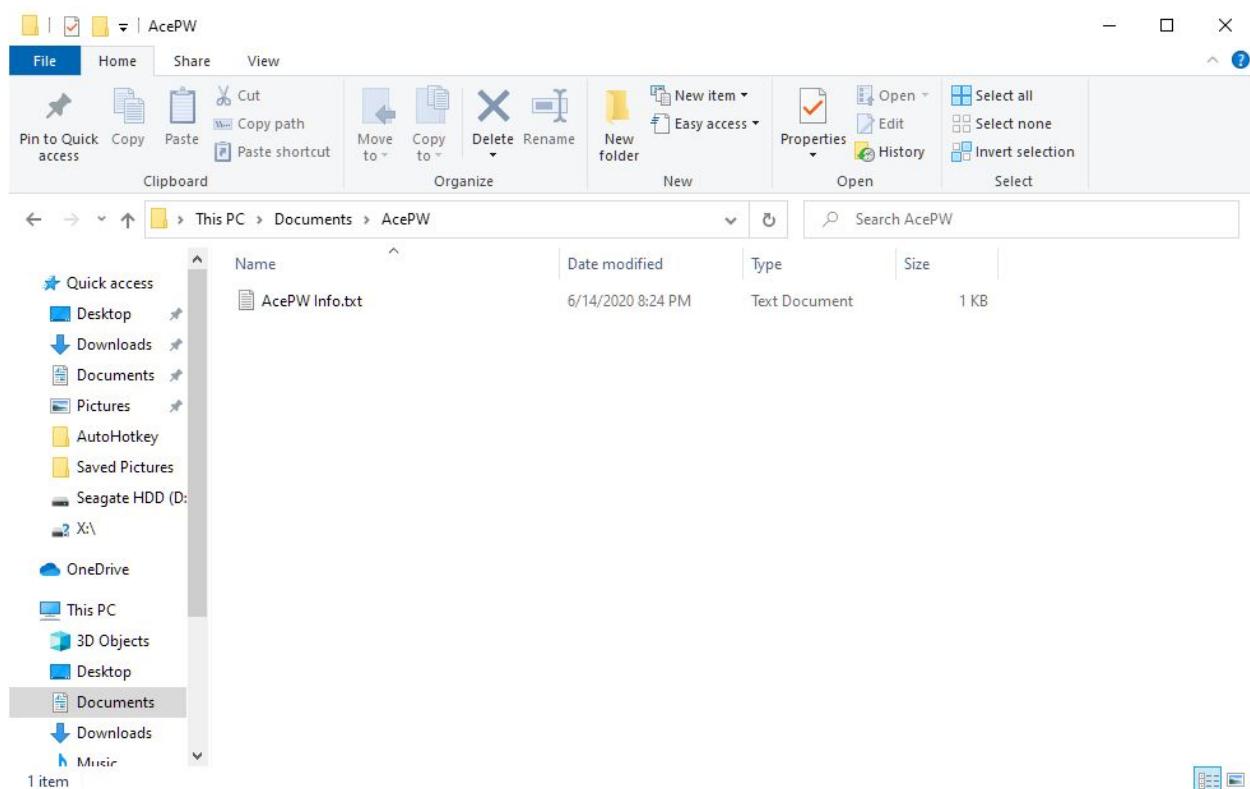 AcePW
File Home Share View
Pin to Quick access
Copy
Paste
Cut
Copy path
Paste shortcut
Move to
Copy to
Delete
Rename
New folder
New item
Easy access
Properties
Open
Edit
History
Select all
Select none
Invert selection
Clipboard Organize New Open Select
This PC > Documents > AcePW
Search AcePW
Name Date modified Type Size
AcePW Info.txt 6/14/2020 8:24 PM Text Document 1 KB
Quick access
Desktop
Downloads
Documents
Pictures
AutoHotkey
Saved Pictures
Seagate HDD (D:
X:\
OneDrive
This PC
3D Objects
Desktop
Documents
Downloads
Music
1 item